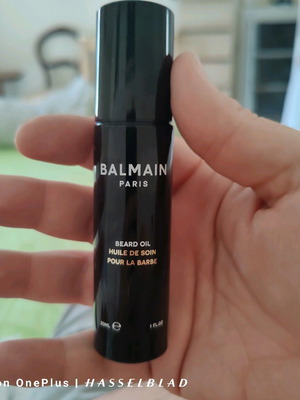 BALMAIN
PARIS
BEARD OIL
HUILE DE SOIN
POUR LA BARBE
30ML ℮ 1 FL.OZ
on OnePlus | HASSELBLAD